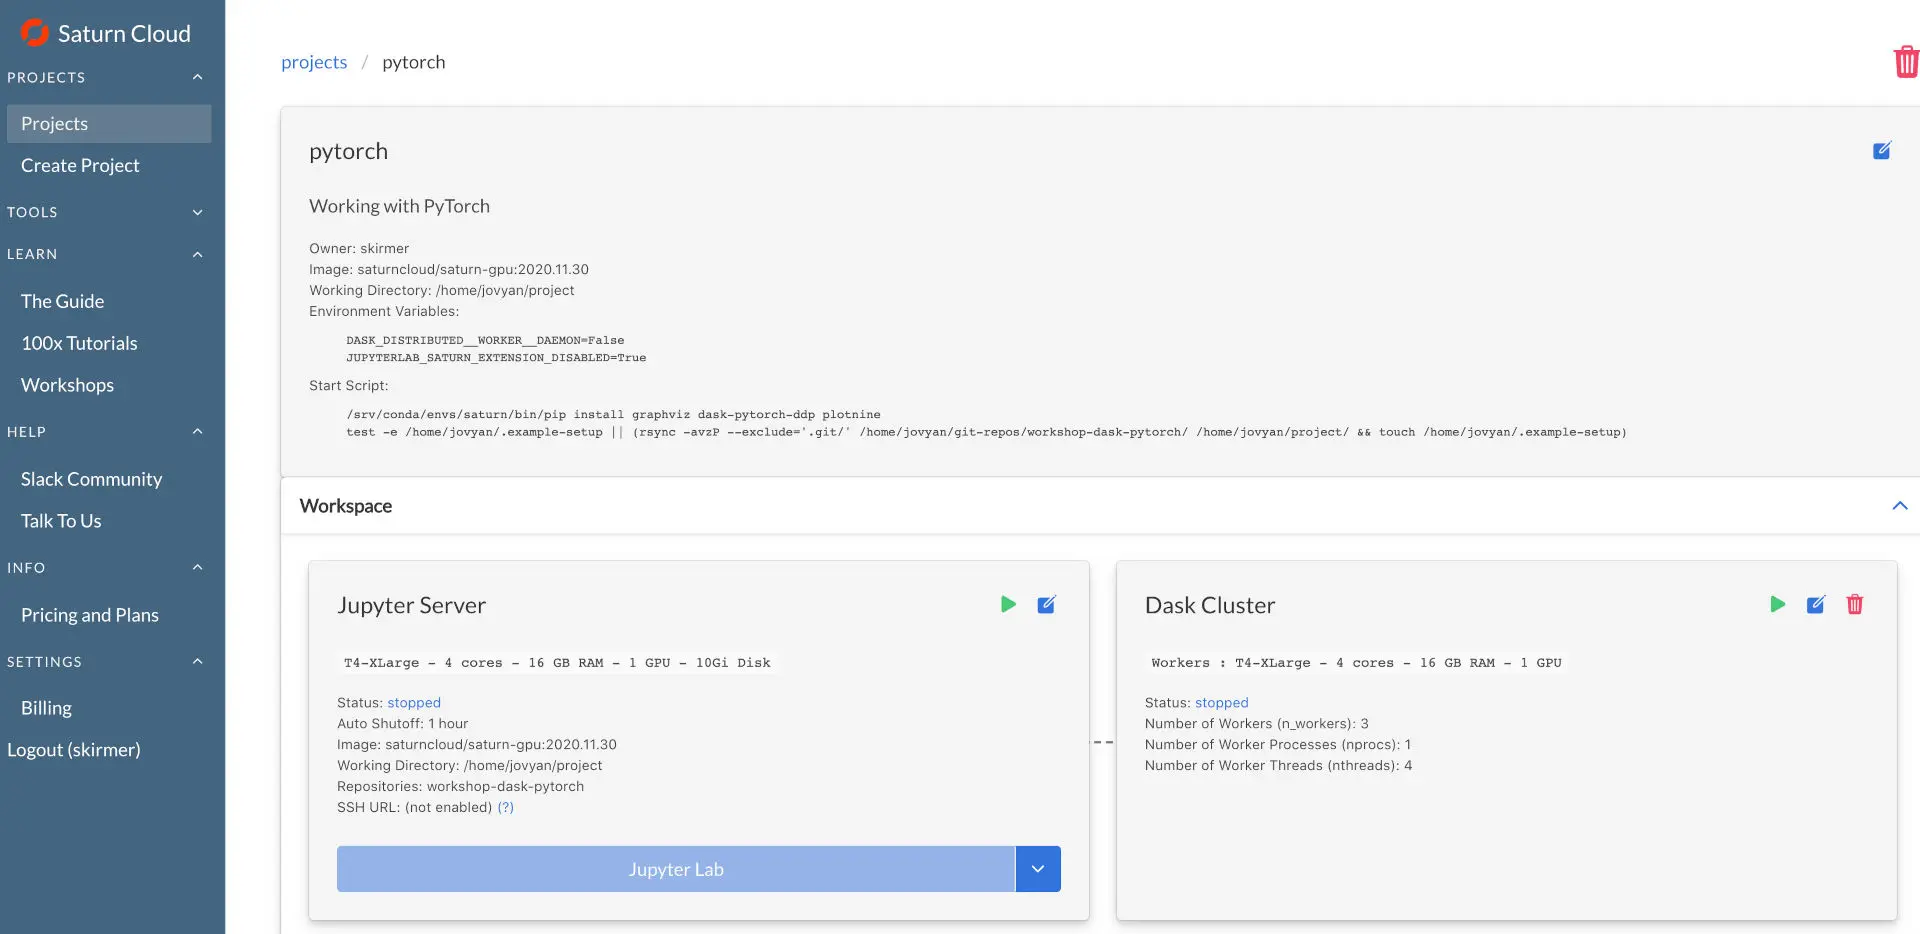 Saturn Cloud
PROJECTS
Projects
Create Project
TOOLS
LEARN
The Guide
100x Tutorials
Workshops
HELP
Slack Community
Talk To Us
INFO
Pricing and Plans
SETTINGS
Billing
Logout (skirmer)
projects / pytorch
pytorch
Working with PyTorch
Owner: skirmer
Image: saturncloud/saturn-gpu:2020.11.30
Working Directory: /home/jovyan/project
Environment Variables:
DASK_DISTRIBUTED__WORKER__DAEMON=False
JUPYTERLAB_SATURN_EXTENSION_DISABLED=True
Start Script:
/srv/conda/envs/saturn/bin/pip install graphviz dask-pytorch-ddp plotnine
test -e /home/jovyan/.example-setup || (rsync -avzP --exclude='.git/' /home/jovyan/git-repos/workshop-dask-pytorch/ /home/jovyan/project/ && touch /home/jovyan/.example-setup)
Workspace
Jupyter Server
T4-XLarge - 4 cores - 16 GB RAM - 1 GPU - 10Gi Disk
Status: stopped
Auto Shutoff: 1 hour
Image: saturncloud/saturn-gpu:2020.11.30
Working Directory: /home/jovyan/project
Repositories: workshop-dask-pytorch
SSH URL: (not enabled) (?)
Jupyter Lab
Dask Cluster
Workers : T4-XLarge - 4 cores - 16 GB RAM - 1 GPU
Status: stopped
Number of Workers (n_workers): 3
Number of Worker Processes (nprocs): 1
Number of Worker Threads (nthreads): 4